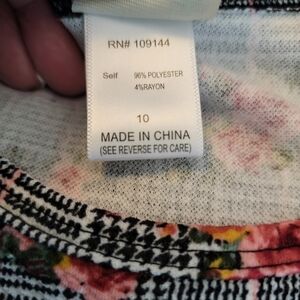 RN# 109144
Self 96% POLYESTER
4%RAYON
10
MADE IN CHINA
(SEE REVERSE FOR CARE)